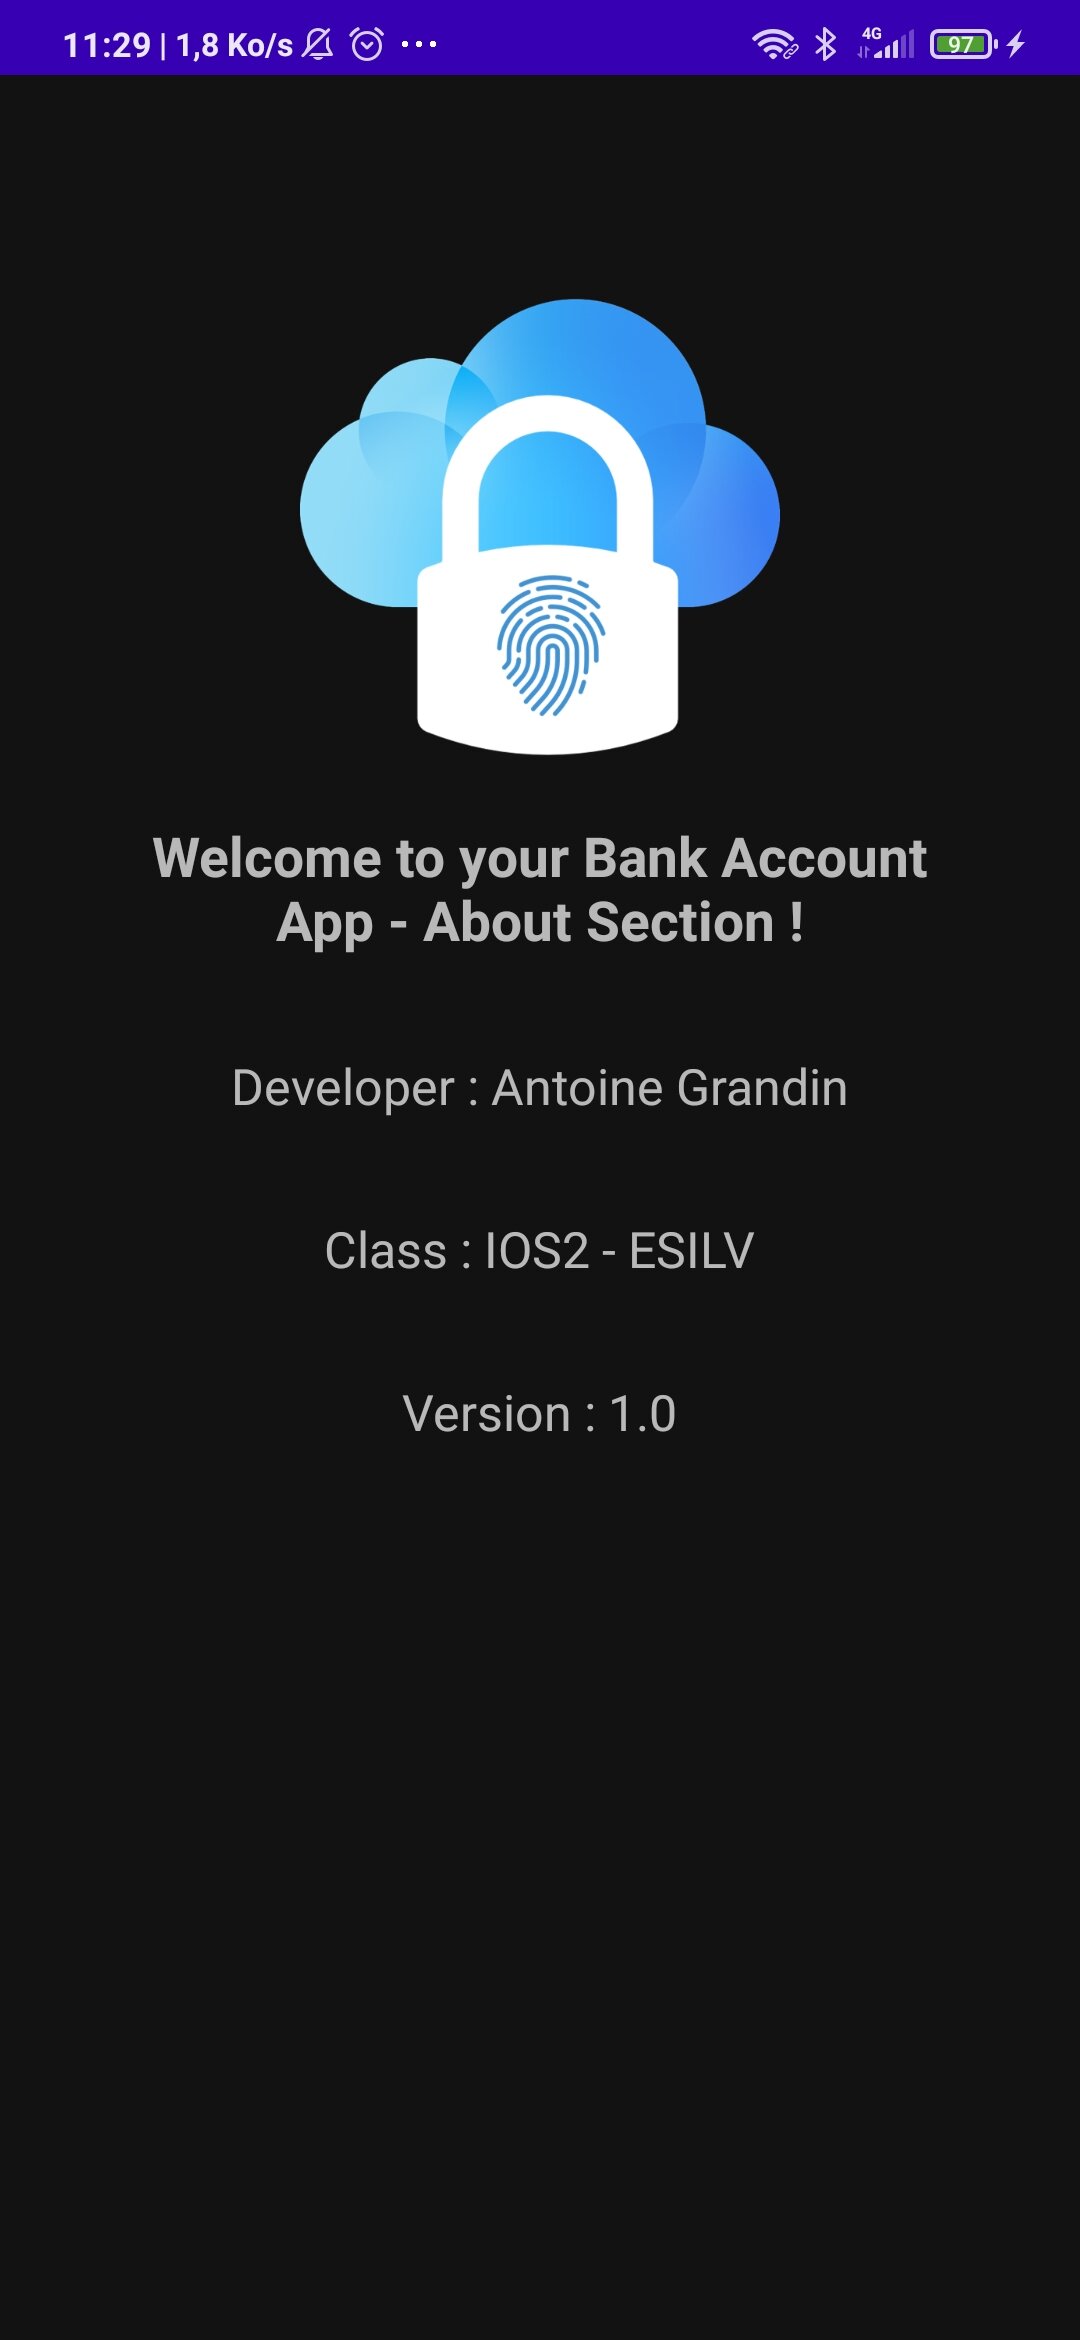 11:29 | 1,8 Ko/s 4G 97
Welcome to your Bank Account
App - About Section !
Developer : Antoine Grandin
Class : IOS2 - ESILV
Version : 1.0